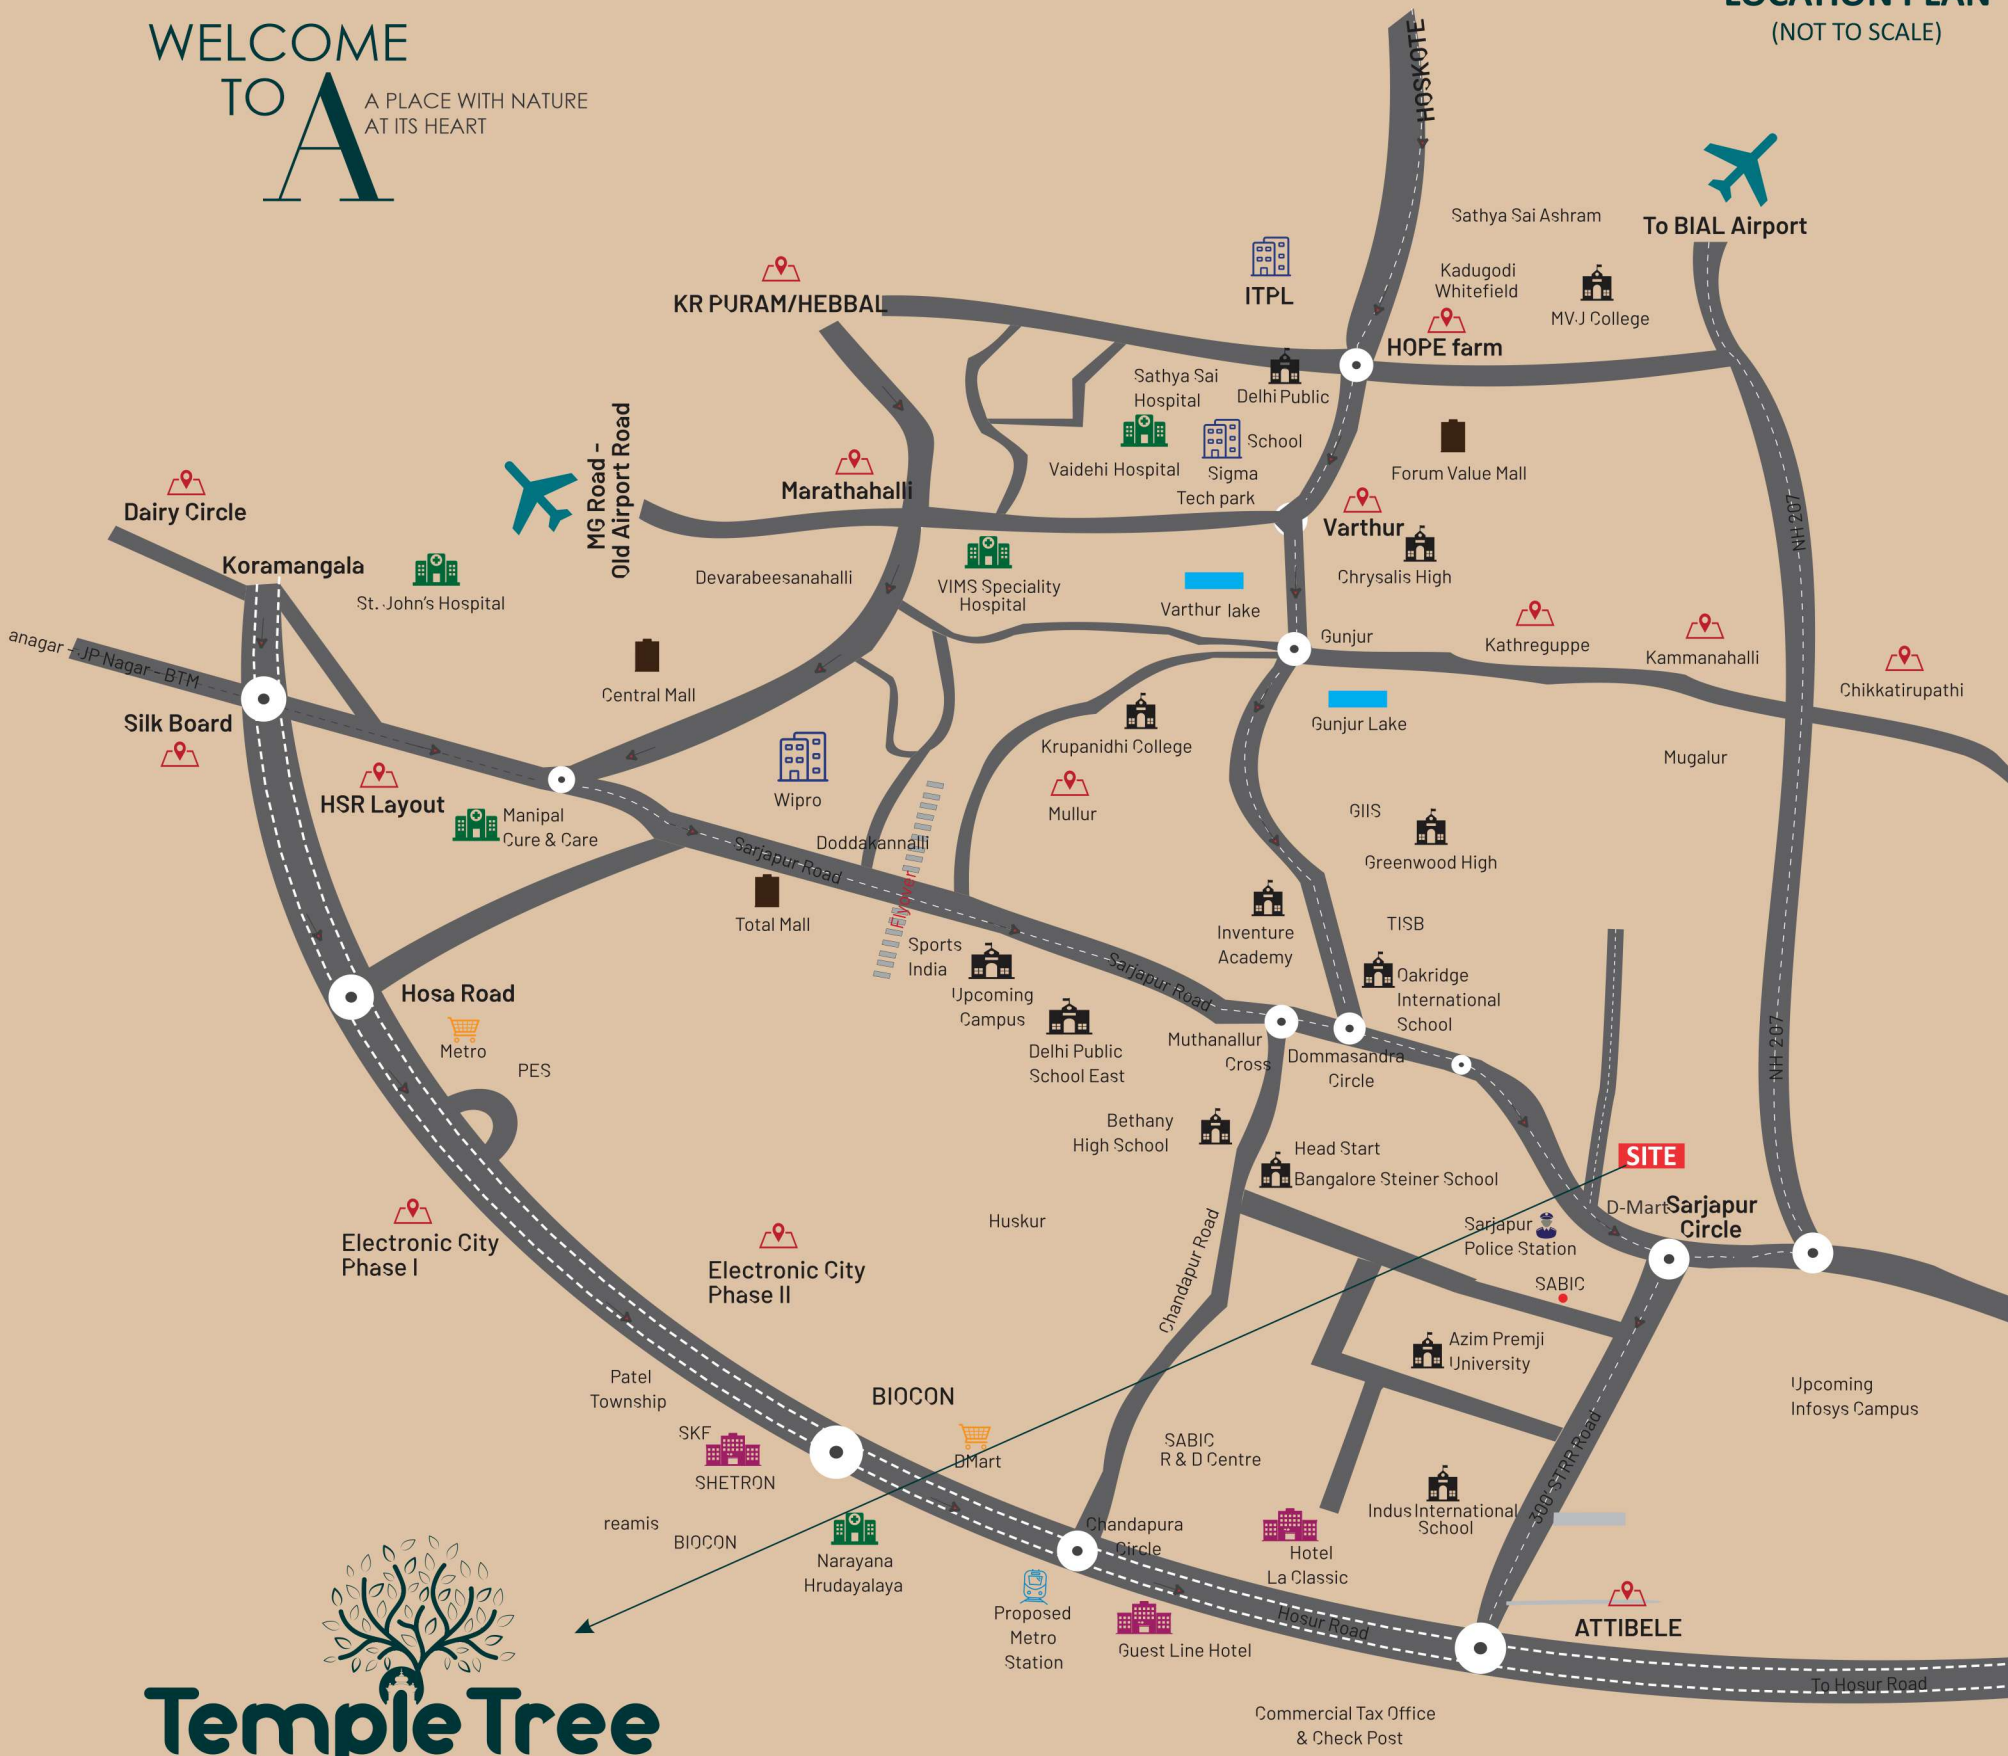 LOCATION PLAN
(NOT TO SCALE)
WELCOME
TO A
A PLACE WITH NATURE
AT ITS HEART
HOSKOTE
Sathya Sai Ashram
To BIAL Airport
KR PURAM/HEBBAL
ITPL
Kadugodi
Whitefield
MVJ College
HOPE farm
Sathya Sai
Hospital
Delhi Public
School
Vaidehi Hospital
Sigma
Tech park
Forum Value Mall
MG Road -
Old Airport Road
Marathahalli
Dairy Circle
Koramangala
St. John's Hospital
Varthur
Chrysalis High
NH 207
Devarabeesanahalli
VIMS Speciality
Hospital
Varthur lake
Gunjur
Kathreguppe
Kammanahalli
Chikkatirupathi
anagar - JP Nagar - BTM
Central Mall
Silk Board
Gunjur Lake
Krupanidhi College
Mugalur
HSR Layout
Manipal
Cure & Care
Wipro
Mullur
GIIS
Greenwood High
Doddakannalli
Sarjapur Road
Flyover
Total Mall
Sports
India
Upcoming
Campus
Sarjapur Road
Inventure
Academy
TISB
Oakridge
International
School
Hosa Road
Metro
PES
Delhi Public
School East
Muthanallur
Cross
Dommasandra
Circle
NH 207
Bethany
High School
Head Start
Bangalore Steiner School
SITE
D-Mart
Sarjapur
Circle
Sarjapur
Police Station
SABIC
Huskur
Chandapur Road
Electronic City
Phase I
Electronic City
Phase II
Azim Premji
University
Upcoming
Infosys Campus
Patel
Township
BIOCON
SKF
SHETRON
DMart
SABIC
R & D Centre
300' STRR Road
Indus International
School
reamis
BIOCON
Narayana
Hrudayalaya
Chandapura
Circle
Hotel
La Classic
Proposed
Metro
Station
Guest Line Hotel
Hosur Road
ATTIBELE
To Hosur Road
Commercial Tax Office
& Check Post
Temple Tree